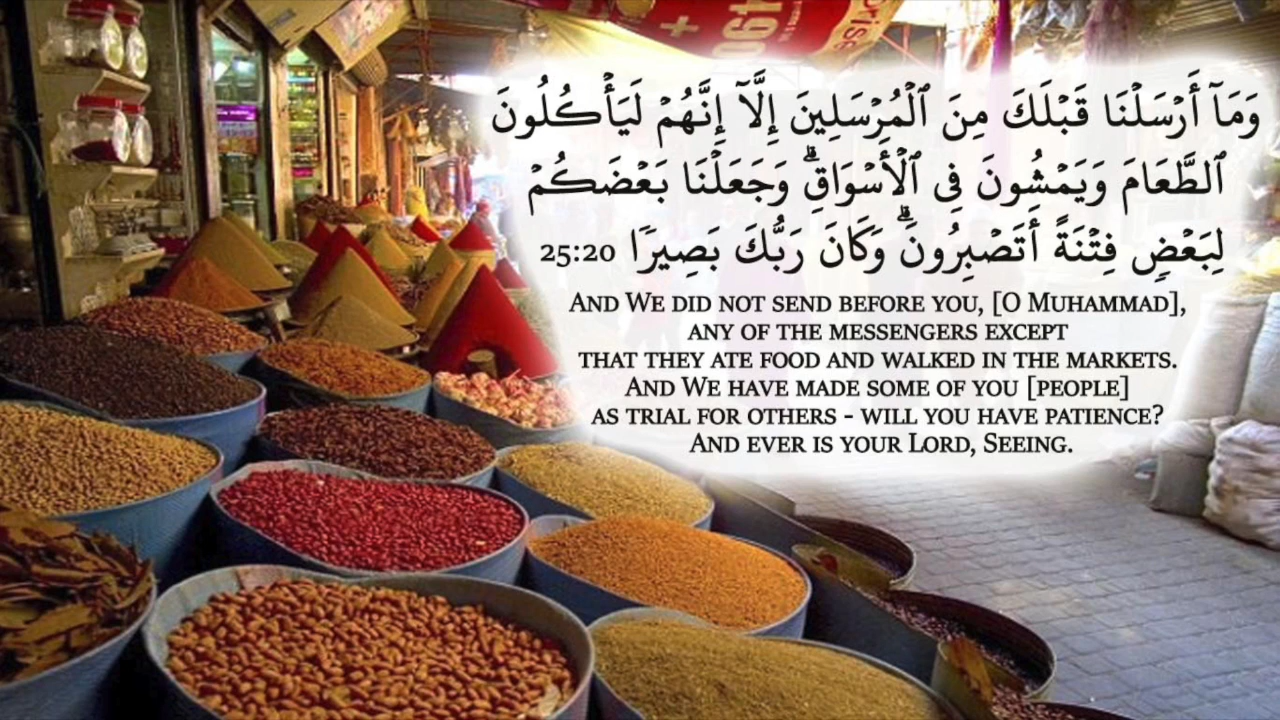 وَمَآ أَرۡسَلۡنَا قَبۡلَكَ مِنَ ٱلۡمُرۡسَلِينَ إِلَّآ إِنَّهُمۡ لَيَأۡكُلُونَ
ٱلطَّعَامَ وَيَمۡشُونَ فِي ٱلۡأَسۡوَاقِۗ وَجَعَلۡنَا بَعۡضَكُمۡ
لِبَعۡضٖ فِتۡنَةً أَتَصۡبِرُونَۗ وَكَانَ رَبُّكَ بَصِيرٗا 25:20
And We did not send before you, [O Muhammad],
any of the messengers except
that they ate food and walked in the markets.
And We have made some of you [people]
as trial for others - will you have patience?
And ever is your Lord, Seeing.